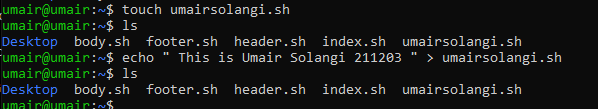 umair@umair:~$ touch umairsolangi.sh
umair@umair:~$ ls
Desktop  body.sh  footer.sh  header.sh  index.sh  umairsolangi.sh
umair@umair:~$ echo " This is Umair Solangi 211203 " > umairsolangi.sh
umair@umair:~$ ls
Desktop  body.sh  footer.sh  header.sh  index.sh  umairsolangi.sh
umair@umair:~$